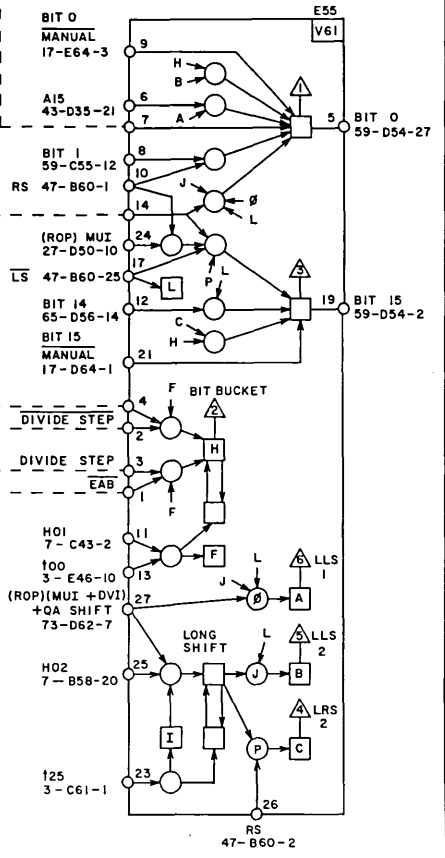 E55
V61
BIT 0
MANUAL
17-E64-3
9
H
B
1
A15
43-D35-21
6
A
7
5
BIT 0
59-D54-27
BIT 1
59-C55-12
8
10
RS 47-B60-1
J
Ø
L
14
(ROP) MUI
27-D50-10
24
17
P
L
3
LS 47-B60-25
L
BIT 14
65-D56-14
12
19
BIT 15
59-D54-2
C
H
BIT 15
MANUAL
17-D64-1
21
4
F
BIT BUCKET
DIVIDE STEP
2
2
H
DIVIDE STEP
3
EAB
1
F
H01
7-C43-2
11
F
t00
3-E46-10
13
(ROP)(MUI +DVI)
+QA SHIFT
73-D62-7
27
L
J
Ø
6
LLS
1
A
LONG
SHIFT
H02
7-B58-20
25
L
J
5
LLS
2
B
I
P
4
LRS
2
C
t25
3-C61-1
23
26
RS
47-B60-2